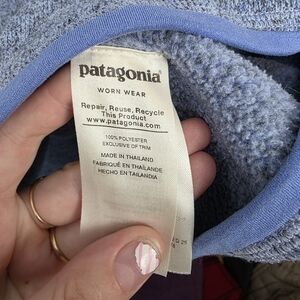 patagonia®
WORN WEAR
Repair, Reuse, Recycle
This Product
www.patagonia.com
100% POLYESTER
EXCLUSIVE OF TRIM
MADE IN THAILAND
FABRIQUÉ EN THAÏLANDE
HECHO EN TAILANDIA